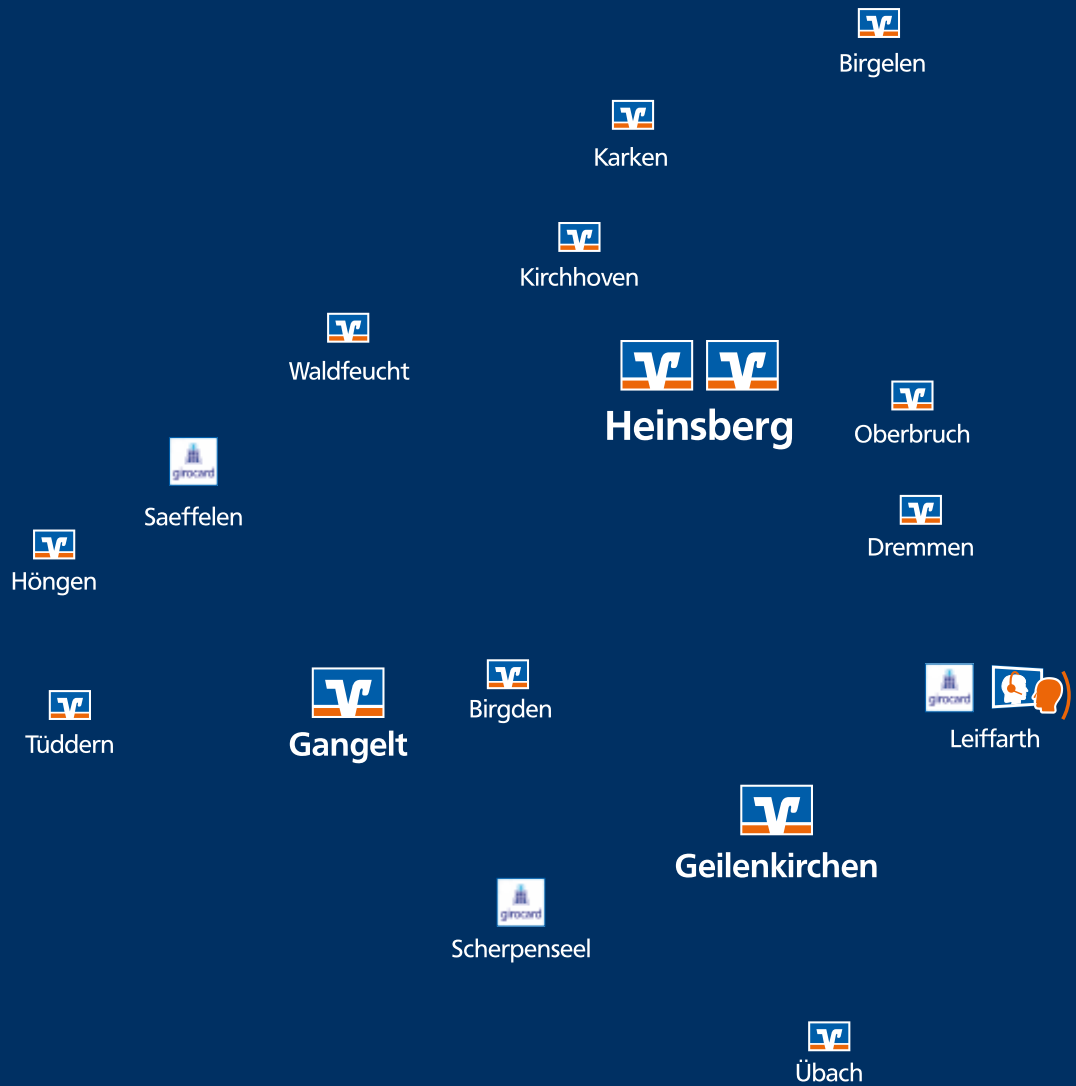 Birgelen
Karken
Kirchhoven
Waldfeucht
Heinsberg
Oberbruch
girocard
Saeffelen
Dremmen
Höngen
girocard
Birgden
Tüddern
Gangelt
Leiffarth
Geilenkirchen
girocard
Scherpenseel
Übach